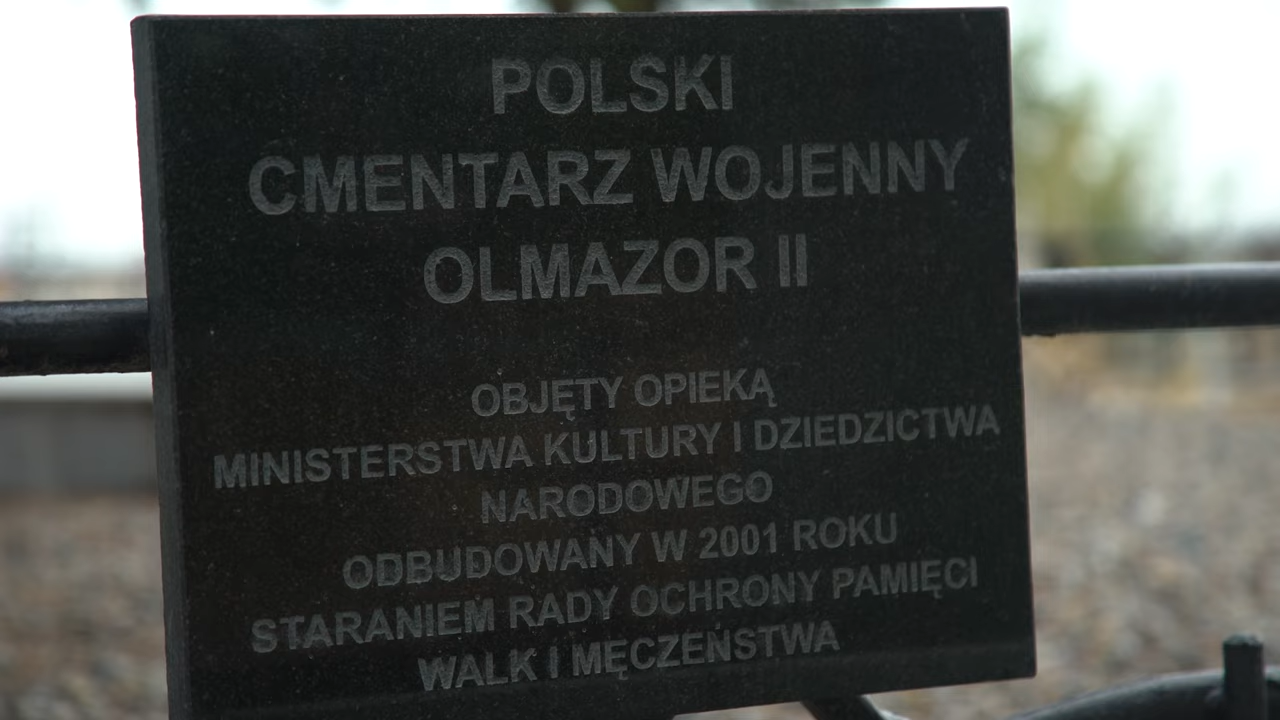 POLSKI
CMENTARZ WOJENNY
OLMAZOR II
OBJĘTY OPIEKĄ
MINISTERSTWA KULTURY I DZIEDZICTWA
NARODOWEGO
ODBUDOWANY W 2001 ROKU
STARANIEM RADY OCHRONY PAMIĘCI
WALK I MĘCZEŃSTWA